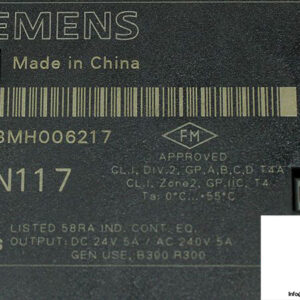 IEMENS
Made in China
3MH006217
FM
APPROVED
N117
CL.I, DIV.2, GP.A,B,C,D T4A
CL.I, Zone2, GP.IIC, T4
Ta: 0°C...+55°C
LISTED 58RA IND. CONT. EQ.
OUTPUT: DC 24V 5A / AC 240V 5A
GEN USE, B300 R300